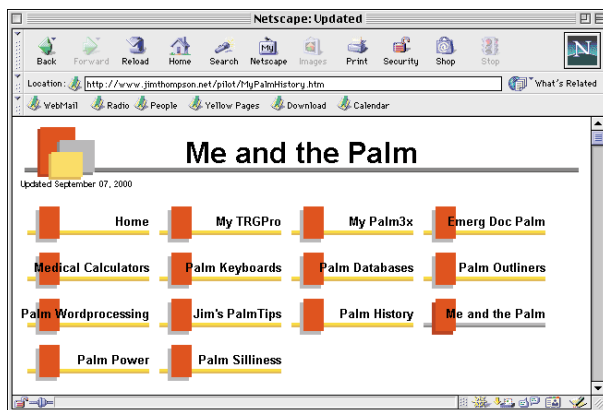 Netscape: Updated
Back Forward Reload Home Search Netscape Images Print Security Shop Stop
Location: http://www.jimthompson.net/pilot/MyPalmHistory.htm What's Related
WebMail Radio People Yellow Pages Download Calendar
Me and the Palm
Updated September 07, 2000
Home My TRGPro My Palm3x Emerg Doc Palm
Medical Calculators Palm Keyboards Palm Databases Palm Outliners
Palm Wordprocessing Jim's PalmTips Palm History Me and the Palm
Palm Power Palm Silliness